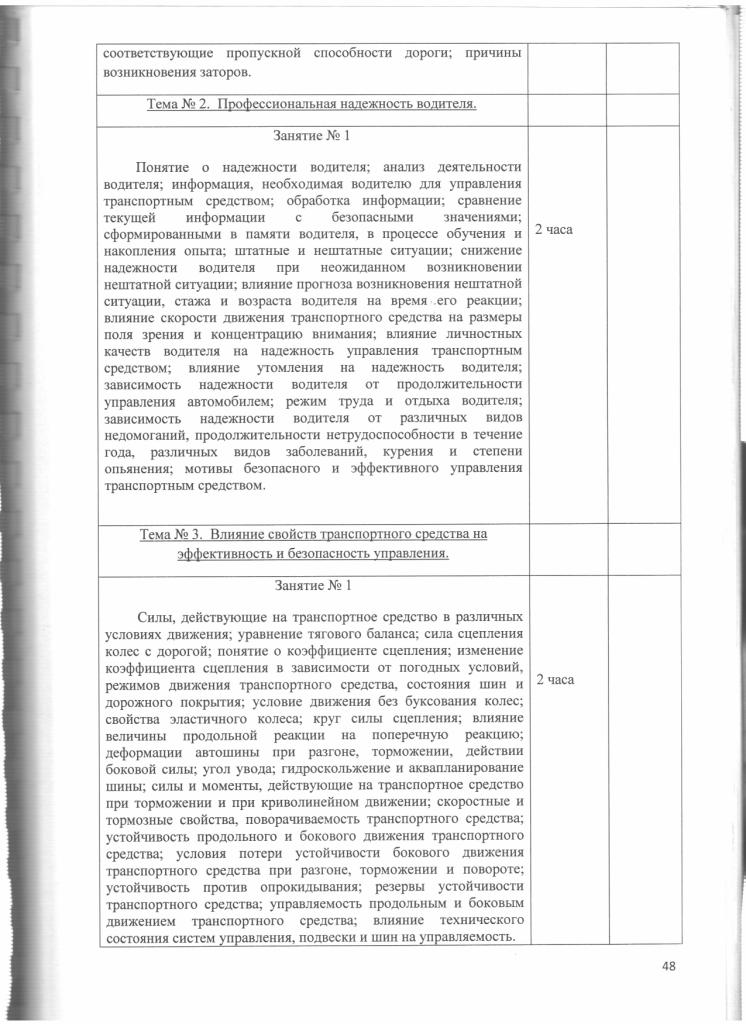 соответствующие пропускной способности дороги; причины
возникновения заторов.
Тема № 2. Профессиональная надежность водителя.
Занятие № 1
Понятие о надежности водителя; анализ деятельности
водителя; информация, необходимая водителю для управления
транспортным средством; обработка информации; сравнение
текущей информации с безопасными значениями;
сформированными в памяти водителя, в процессе обучения и
накопления опыта; штатные и нештатные ситуации; снижение
надежности водителя при неожиданном возникновении
нештатной ситуации; влияние прогноза возникновения нештатной
ситуации, стажа и возраста водителя на время его реакции;
влияние скорости движения транспортного средства на размеры
поля зрения и концентрацию внимания; влияние личностных
качеств водителя на надежность управления транспортным
средством; влияние утомления на надежность водителя;
зависимость надежности водителя от продолжительности
управления автомобилем; режим труда и отдыха водителя;
зависимость надежности водителя от различных видов
недомоганий, продолжительности нетрудоспособности в течение
года, различных видов заболеваний, курения и степени
опьянения; мотивы безопасного и эффективного управления
транспортным средством.
2 часа
Тема № 3. Влияние свойств транспортного средства на
эффективность и безопасность управления.
Занятие № 1
Силы, действующие на транспортное средство в различных
условиях движения; уравнение тягового баланса; сила сцепления
колес с дорогой; понятие о коэффициенте сцепления; изменение
коэффициента сцепления в зависимости от погодных условий,
режимов движения транспортного средства, состояния шин и
дорожного покрытия; условие движения без буксования колес;
свойства эластичного колеса; круг силы сцепления; влияние
величины продольной реакции на поперечную реакцию;
деформации автошины при разгоне, торможении, действии
боковой силы; угол увода; гидроскольжение и аквапланирование
шины; силы и моменты, действующие на транспортное средство
при торможении и при криволинейном движении; скоростные и
тормозные свойства, поворачиваемость транспортного средства;
устойчивость продольного и бокового движения транспортного
средства; условия потери устойчивости бокового движения
транспортного средства при разгоне, торможении и повороте;
устойчивость против опрокидывания; резервы устойчивости
транспортного средства; управляемость продольным и боковым
движением транспортного средства; влияние технического
состояния систем управления, подвески и шин на управляемость.
2 часа
48